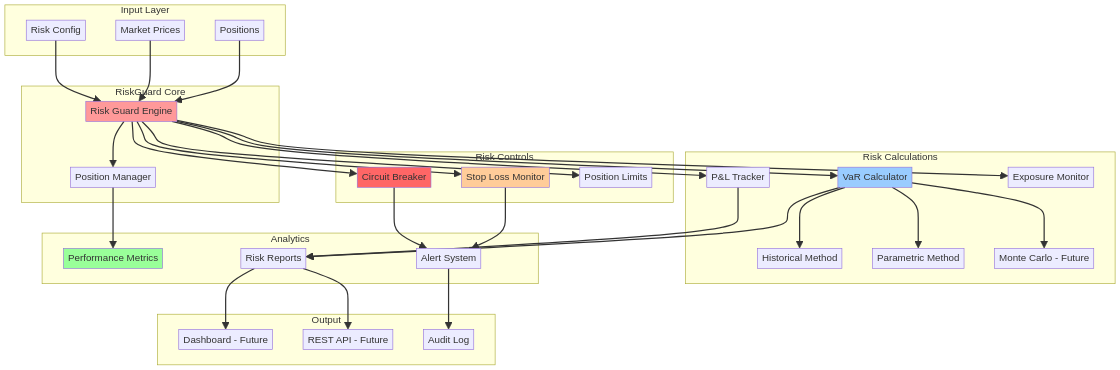 Input Layer
Risk Config
Market Prices
Positions
RiskGuard Core
Risk Guard Engine
Position Manager
Risk Controls
Circuit Breaker
Stop Loss Monitor
Position Limits
Risk Calculations
P&L Tracker
VaR Calculator
Exposure Monitor
Historical Method
Parametric Method
Monte Carlo - Future
Analytics
Performance Metrics
Risk Reports
Alert System
Output
Dashboard - Future
REST API - Future
Audit Log